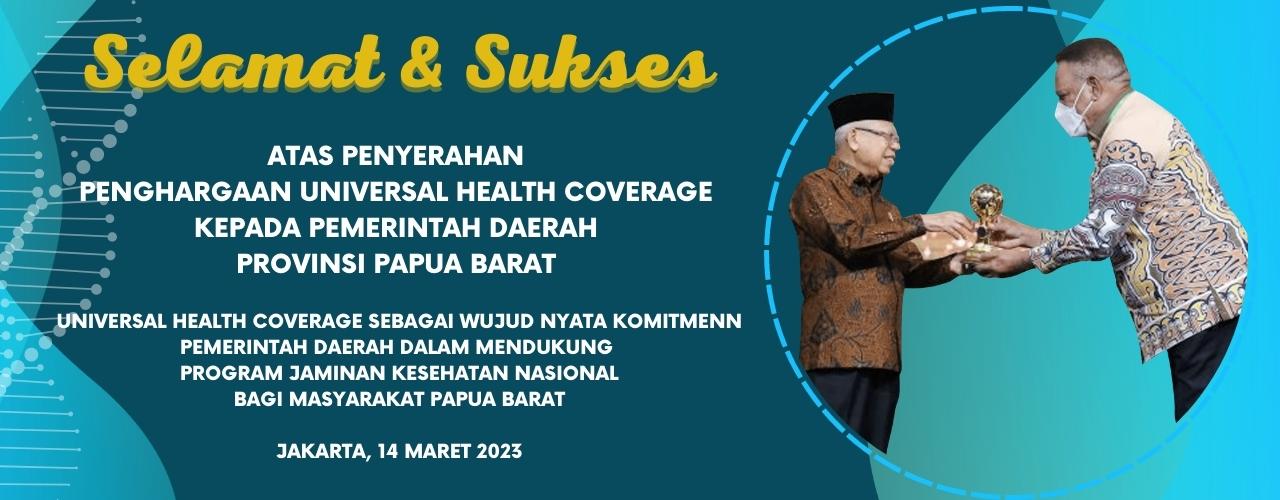 Selamat & Sukses
ATAS PENYERAHAN
PENGHARGAAN UNIVERSAL HEALTH COVERAGE
KEPADA PEMERINTAH DAERAH
PROVINSI PAPUA BARAT
UNIVERSAL HEALTH COVERAGE SEBAGAI WUJUD NYATA KOMITMENN
PEMERINTAH DAERAH DALAM MENDUKUNG
PROGRAM JAMINAN KESEHATAN NASIONAL
BAGI MASYARAKAT PAPUA BARAT
JAKARTA, 14 MARET 2023